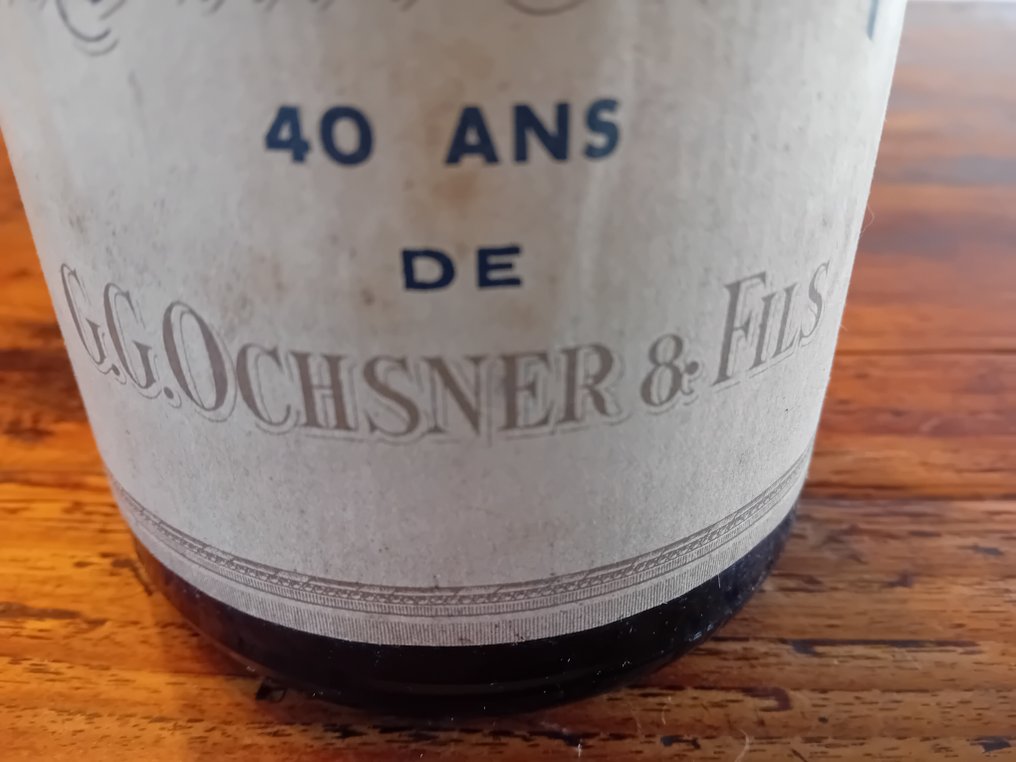 40 ANS
DE
G.G. OCHSNER & FILS